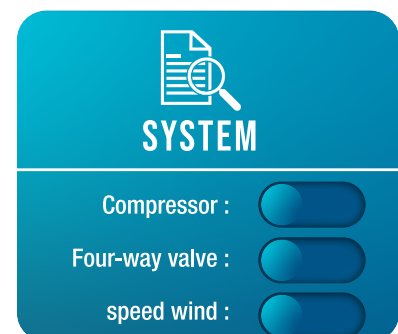 SYSTEM
Compressor :
Four-way valve :
speed wind :